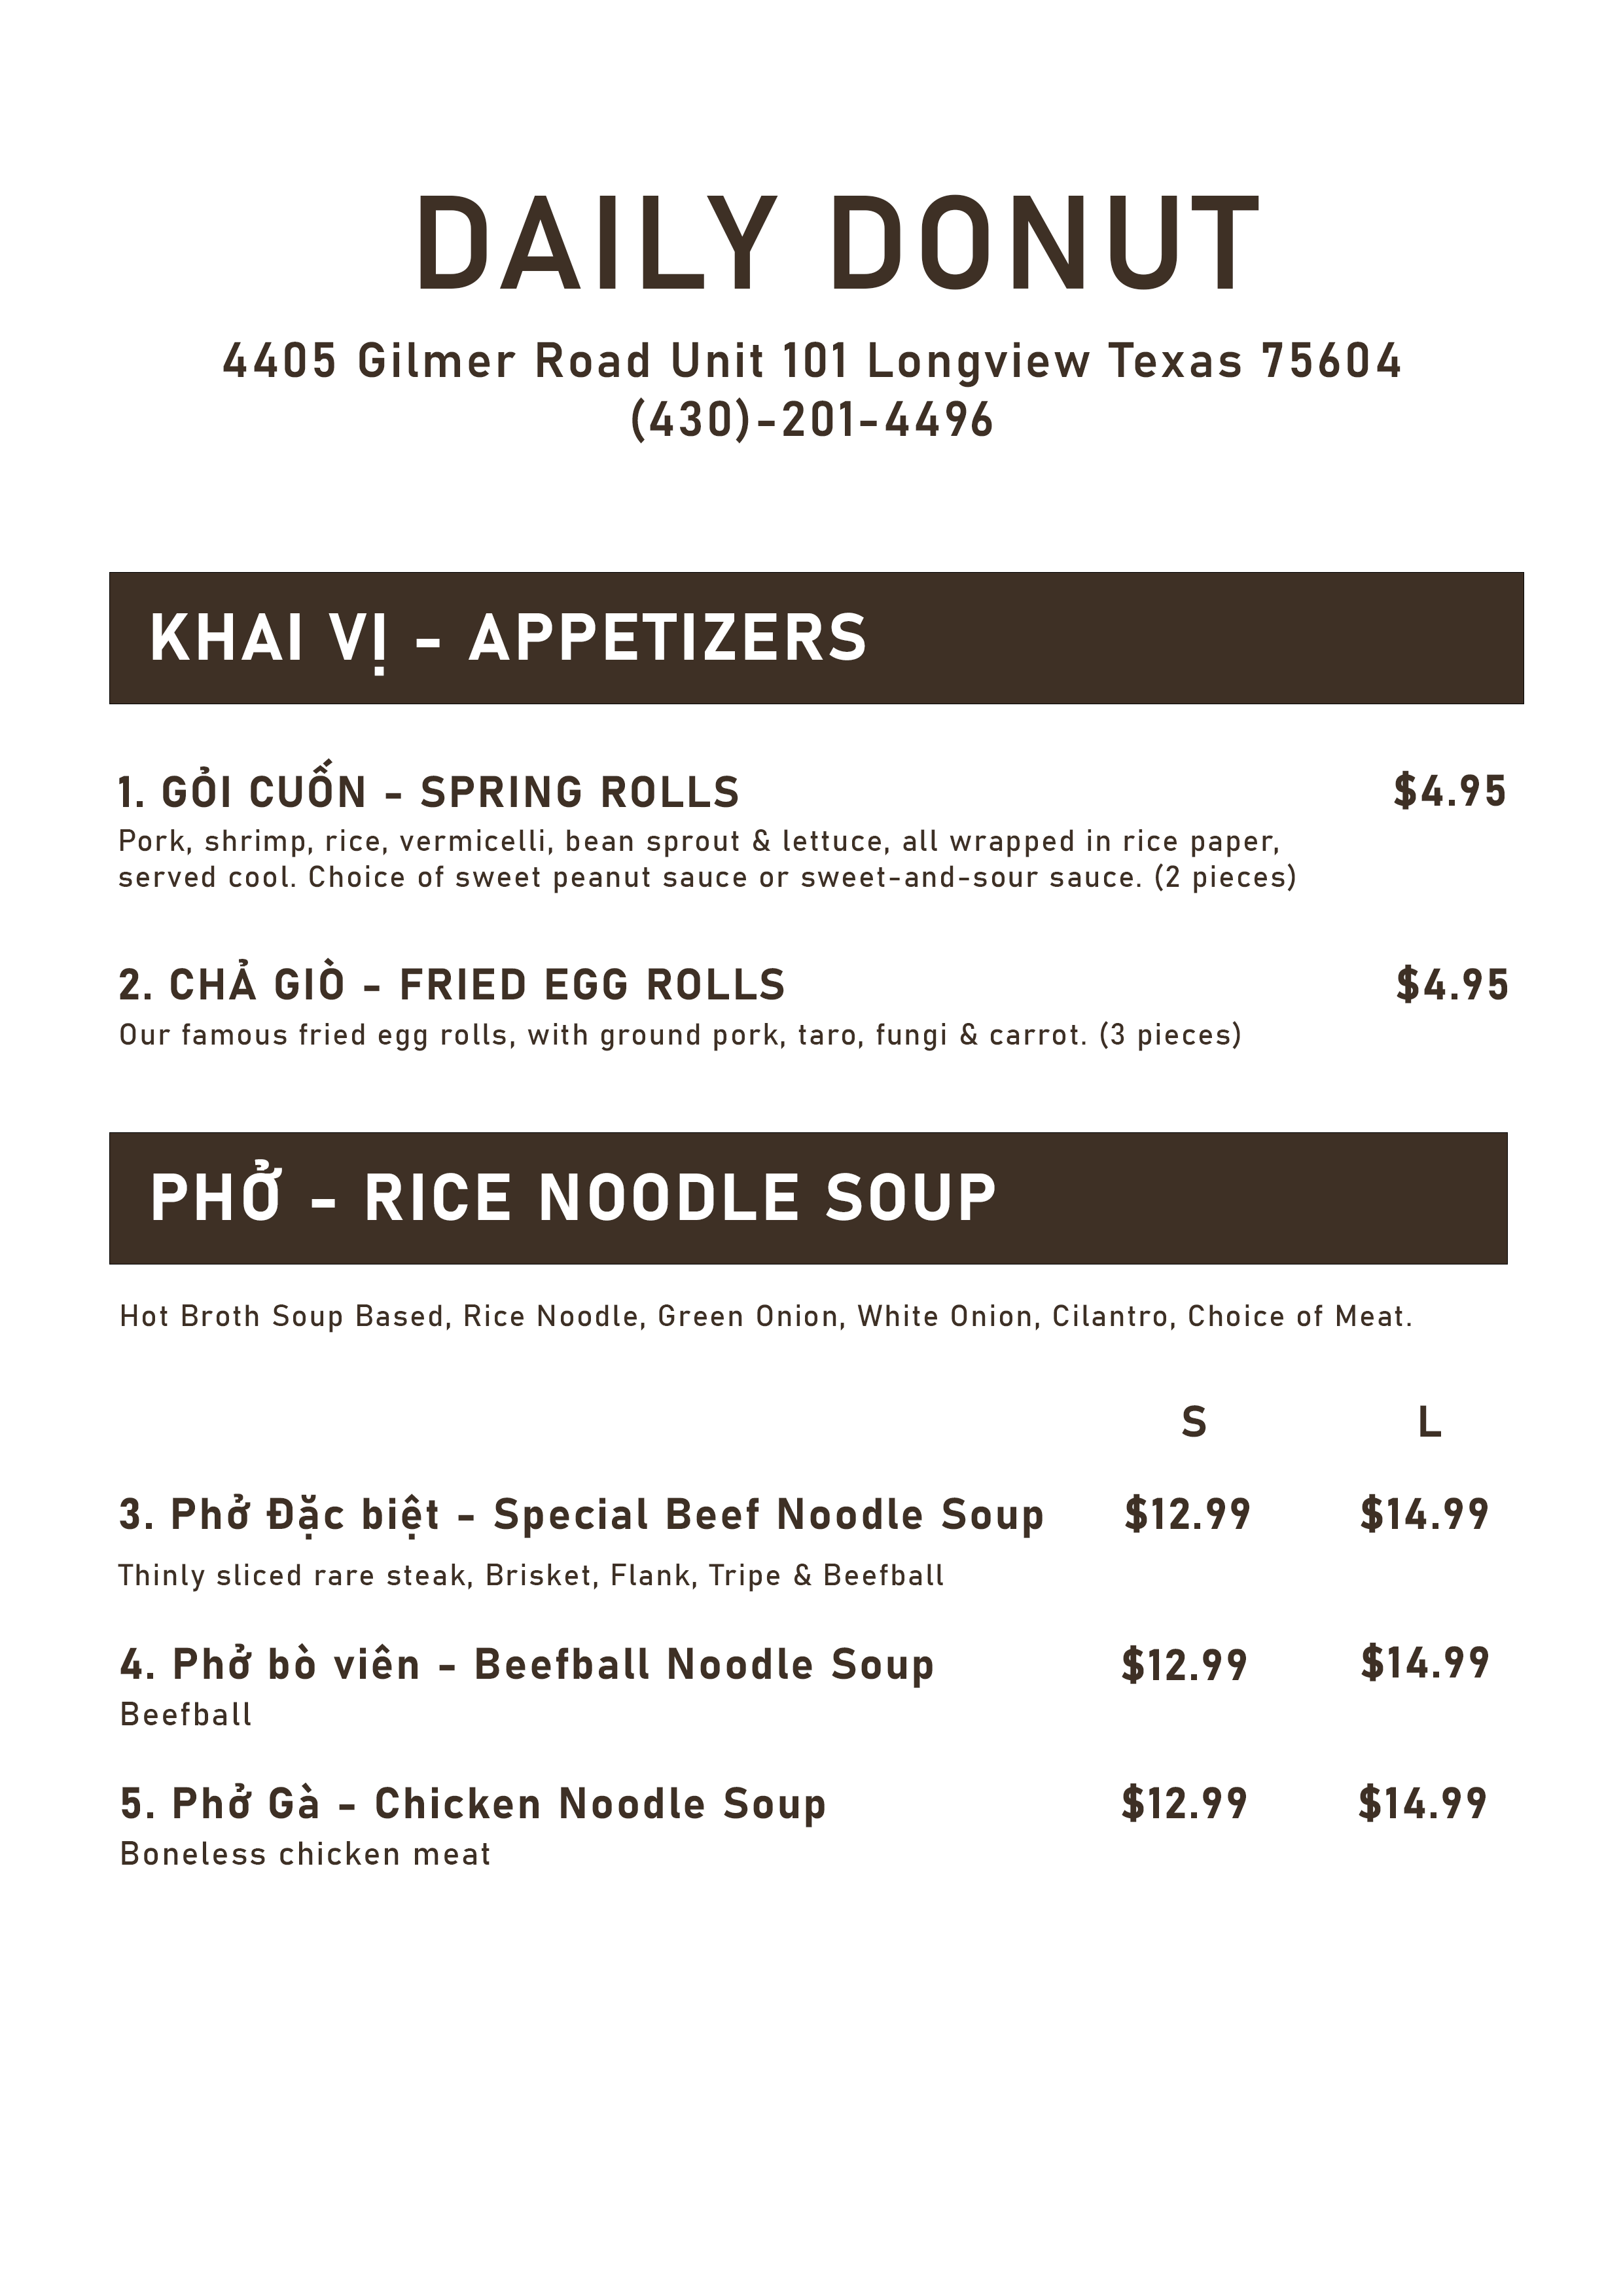 DAILY DONUT
4405 Gilmer Road Unit 101 Longview Texas 75604
(430)-201-4496
KHAI VỊ - APPETIZERS
1. GỎI CUỐN - SPRING ROLLS $4.95
Pork, shrimp, rice, vermicelli, bean sprout & lettuce, all wrapped in rice paper,
served cool. Choice of sweet peanut sauce or sweet-and-sour sauce. (2 pieces)
2. CHẢ GIÒ - FRIED EGG ROLLS $4.95
Our famous fried egg rolls, with ground pork, taro, fungi & carrot. (3 pieces)
PHỞ - RICE NOODLE SOUP
Hot Broth Soup Based, Rice Noodle, Green Onion, White Onion, Cilantro, Choice of Meat.
S L
3. Phở Đặc biệt - Special Beef Noodle Soup $12.99 $14.99
Thinly sliced rare steak, Brisket, Flank, Tripe & Beefball
4. Phở bò viên - Beefball Noodle Soup $12.99 $14.99
Beefball
5. Phở Gà - Chicken Noodle Soup $12.99 $14.99
Boneless chicken meat